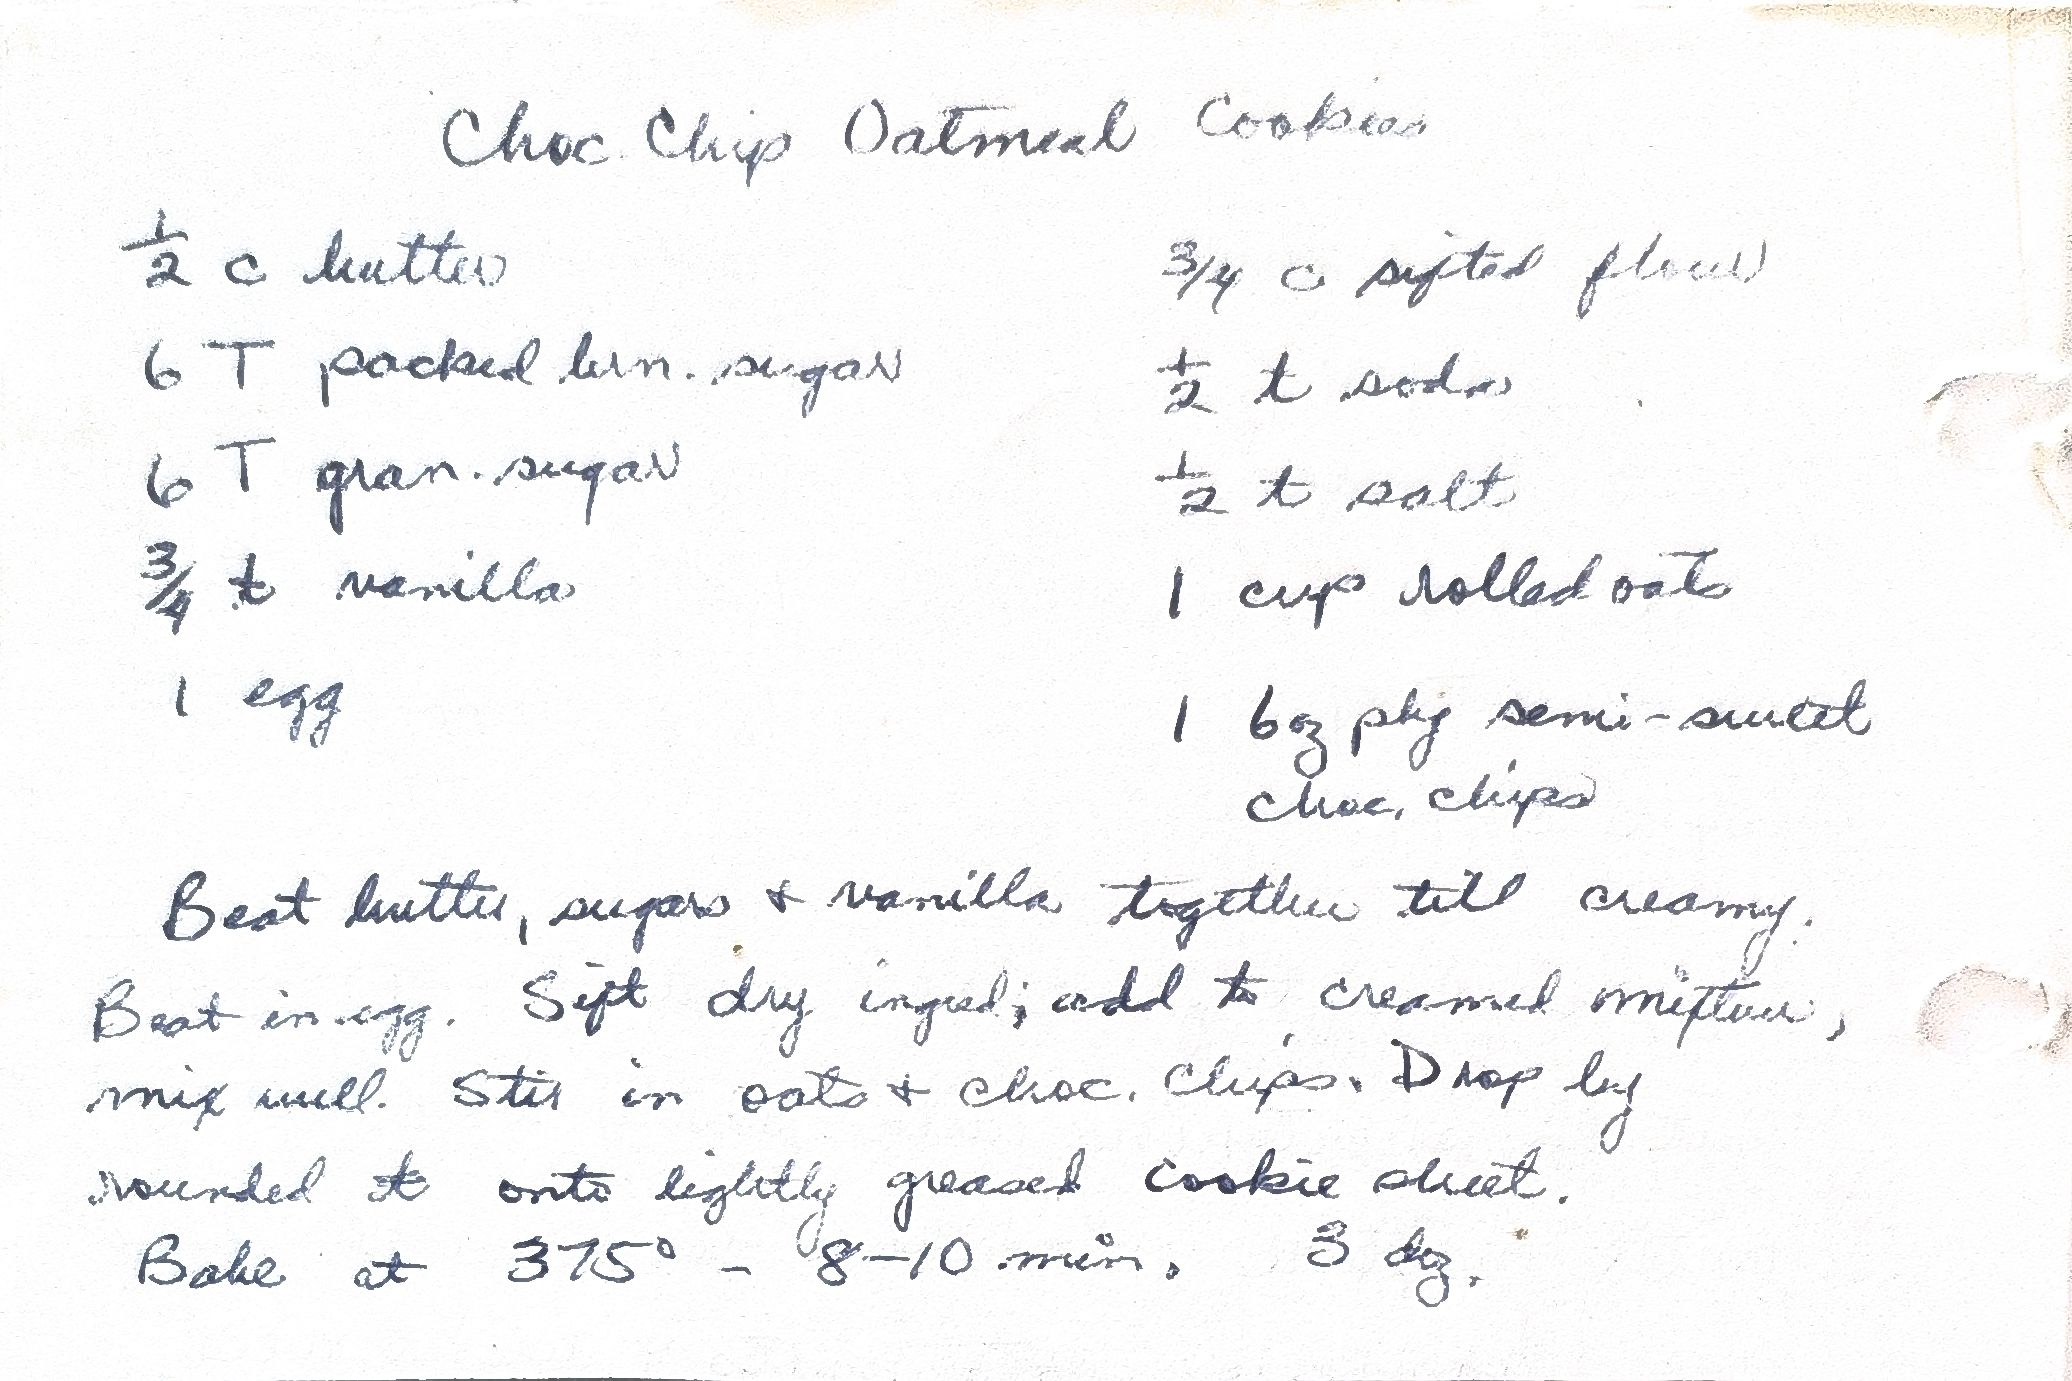 Choc. Chip Oatmeal Cookies
1/2 c butter
6 T packed brn. sugar
6 T gran. sugar
3/4 t vanilla
1 egg
3/4 c sifted flour
1/2 t soda
1/2 t salt
1 cup rolled oats
1 6 oz pkg semi-sweet
choc. chips
Beat butter, sugars & vanilla together till creamy.
Beat in egg. Sift dry ingred; add to creamed mixture,
mix well. Stir in oats & choc. chips. Drop by
rounded t onto lightly greased cookie sheet.
Bake at 375° - 8-10 min. 3 doz.